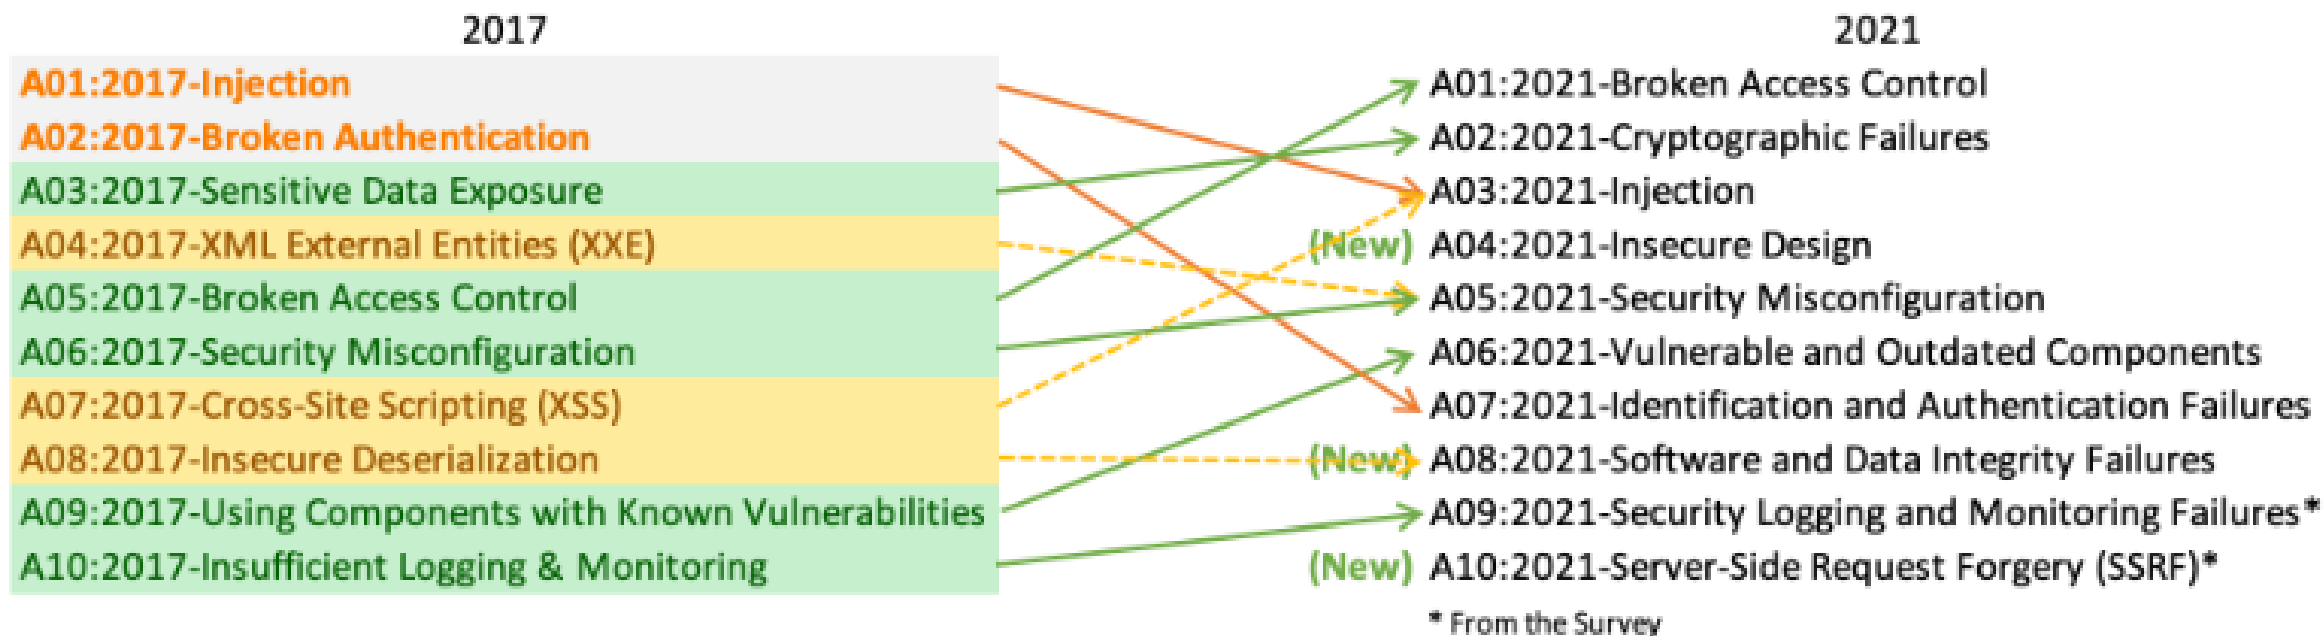 2017
A01:2017-Injection
A02:2017-Broken Authentication
A03:2017-Sensitive Data Exposure
A04:2017-XML External Entities (XXE)
A05:2017-Broken Access Control
A06:2017-Security Misconfiguration
A07:2017-Cross-Site Scripting (XSS)
A08:2017-Insecure Deserialization
A09:2017-Using Components with Known Vulnerabilities
A10:2017-Insufficient Logging & Monitoring
2021
A01:2021-Broken Access Control
A02:2021-Cryptographic Failures
A03:2021-Injection
(New) A04:2021-Insecure Design
A05:2021-Security Misconfiguration
A06:2021-Vulnerable and Outdated Components
A07:2021-Identification and Authentication Failures
(New) A08:2021-Software and Data Integrity Failures
A09:2021-Security Logging and Monitoring Failures*
(New) A10:2021-Server-Side Request Forgery (SSRF)*
* From the Survey